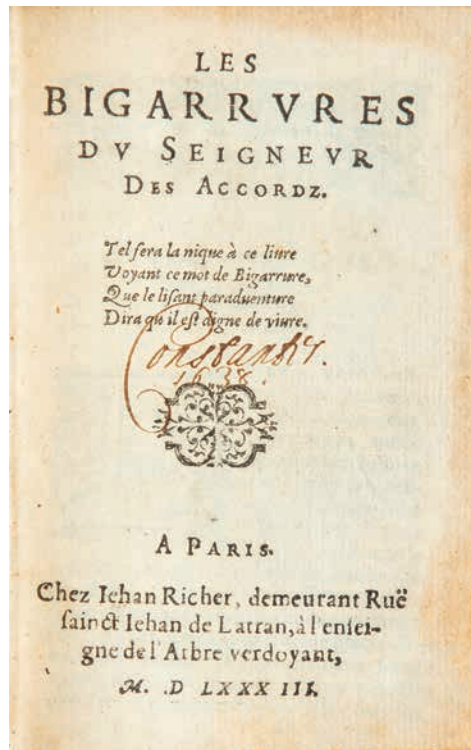 LES
BIGARRVRES
DV SEIGNEVR
DES ACCORDZ.
Tel fera la nique à ce liure
Voyant ce mot de Bigarrure,
Que le lisant paraduenture
Dira qu'il est digne de viure.
Constantin.
1638.
A PARIS.
Chez Iehan Richer, demeurant Ruë
sainct Iehan de Latran, à l'ensei-
gne de l'Arbre verdoyant,
M. D LXXXIII.